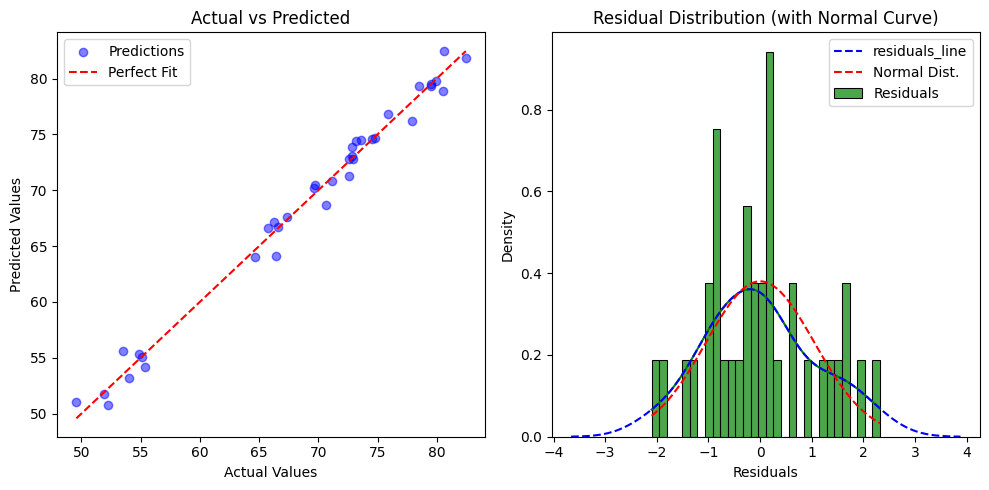 Actual vs Predicted
Predictions
Perfect Fit
80
75
70
65
60
55
50
Predicted Values
50
55
60
65
70
75
80
Actual Values
Residual Distribution (with Normal Curve)
residuals_line
Normal Dist.
Residuals
0.8
0.6
0.4
0.2
0.0
Density
−4
−3
−2
−1
0
1
2
3
4
Residuals